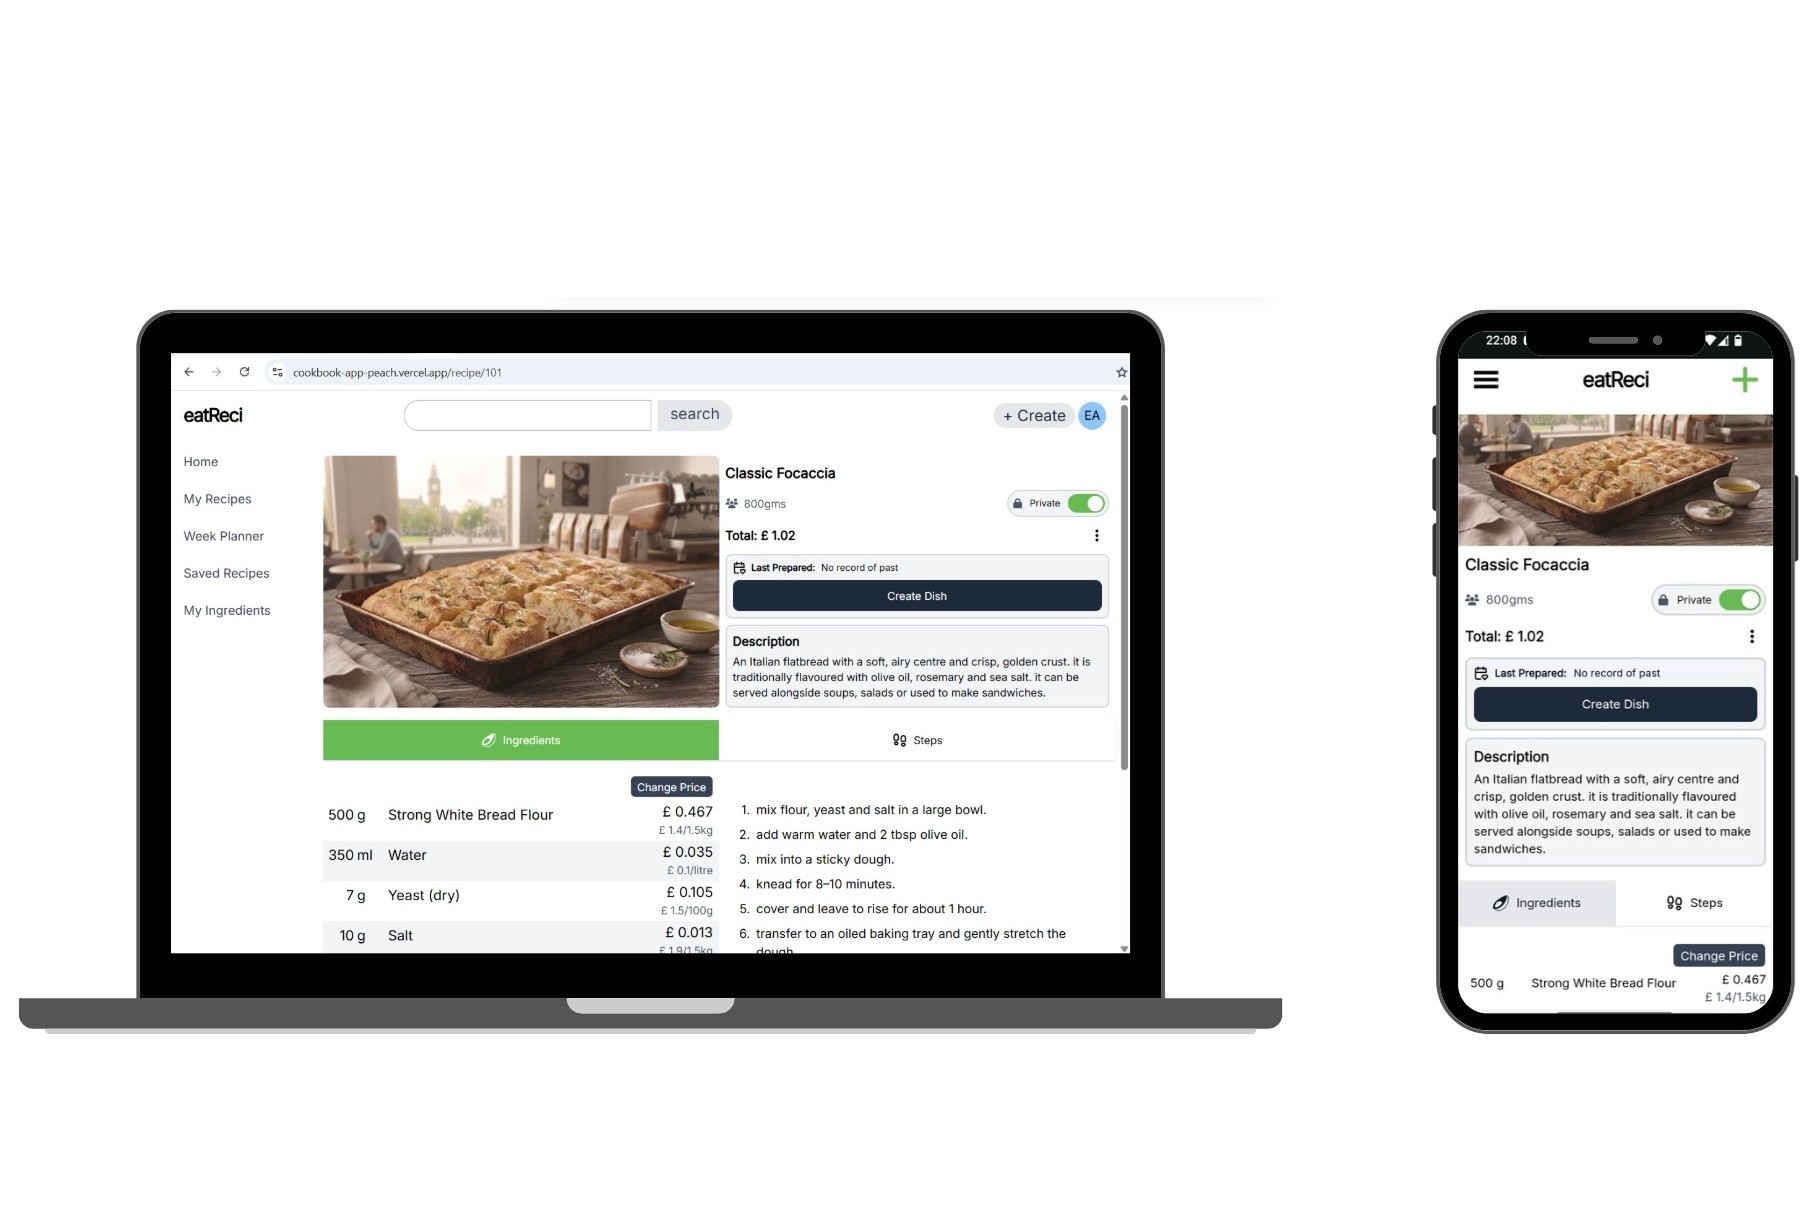 cookbook-app-peach.vercel.app/recipe/101
eatReci
search
+ Create
EA
Home
My Recipes
Week Planner
Saved Recipes
My Ingredients
Classic Focaccia
800gms
Private
Total: £ 1.02
Last Prepared: No record of past
Create Dish
Description
An Italian flatbread with a soft, airy centre and crisp, golden crust. it is
traditionally flavoured with olive oil, rosemary and sea salt. it can be
served alongside soups, salads or used to make sandwiches.
Ingredients
Steps
Change Price
500 g Strong White Bread Flour £ 0.467
£ 1.4/1.5kg
350 ml Water £ 0.035
£ 0.1/litre
7 g Yeast (dry) £ 0.105
£ 1.5/100g
10 g Salt £ 0.013
£ 1.9/1.5kg
1. mix flour, yeast and salt in a large bowl.
2. add warm water and 2 tbsp olive oil.
3. mix into a sticky dough.
4. knead for 8–10 minutes.
5. cover and leave to rise for about 1 hour.
6. transfer to an oiled baking tray and gently stretch the
dough
22:08
eatReci
Classic Focaccia
800gms
Private
Total: £ 1.02
Last Prepared: No record of past
Create Dish
Description
An Italian flatbread with a soft, airy centre and
crisp, golden crust. it is traditionally flavoured
with olive oil, rosemary and sea salt. it can be
served alongside soups, salads or used to make
sandwiches.
Ingredients
Steps
Change Price
500 g Strong White Bread Flour £ 0.467
£ 1.4/1.5kg